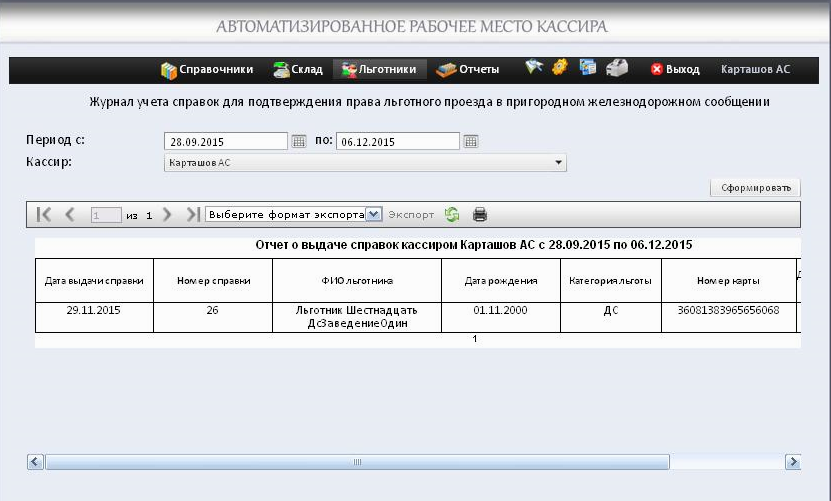 АВТОМАТИЗИРОВАННОЕ РАБОЧЕЕ МЕСТО КАССИРА
Справочники Склад Льготники Отчеты Выход Карташов АС
Журнал учета справок для подтверждения права льготного проезда в пригородном железнодорожном сообщении
Период с: 28.09.2015 по: 06.12.2015
Кассир: Карташов АС
Сформировать
1 из 1 Выберите формат экспорта Экспорт
Отчет о выдаче справок кассиром Карташов АС с 28.09.2015 по 06.12.2015
Дата выдачи справки Номер справки ФИО льготника Дата рождения Категория льготы Номер карты
29.11.2015 26 Льготник Шестнадцать 01.11.2000 ДС 36081383965656068
ДсЗаведениеОдин
1